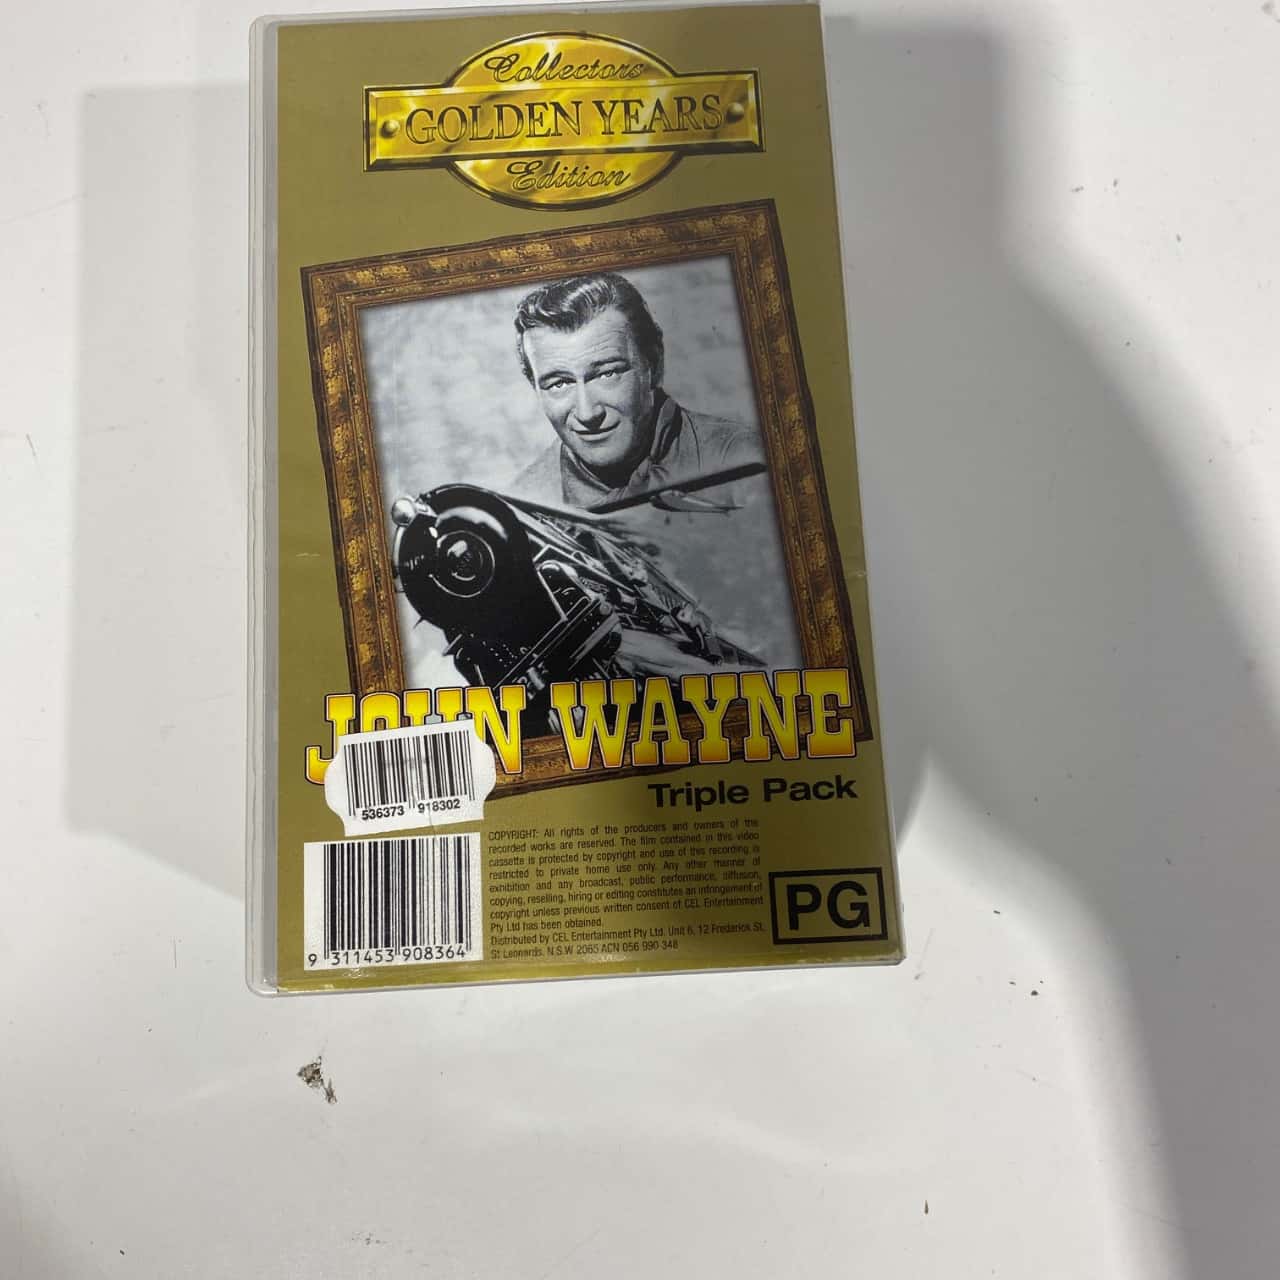 Collectors
GOLDEN YEARS
Edition
JOHN WAYNE
Triple Pack
536373 918302
COPYRIGHT: All rights of the producers and owners of the
recorded works are reserved. The film contained in this video
cassette is protected by copyright and use of this recording is
restricted to private home use only. Any other manner of
exhibition and any broadcast, public performance, diffusion,
copying, reselling, hiring or editing constitutes an infringement of
copyright unless previous written consent of CEL Entertainment
Pty Ltd has been obtained.
Distributed by CEL Entertainment Pty Ltd. Unit 6, 12 Frederick St,
St Leonards. N.S.W 2065 ACN 056 990 348
PG
9 311453 908364